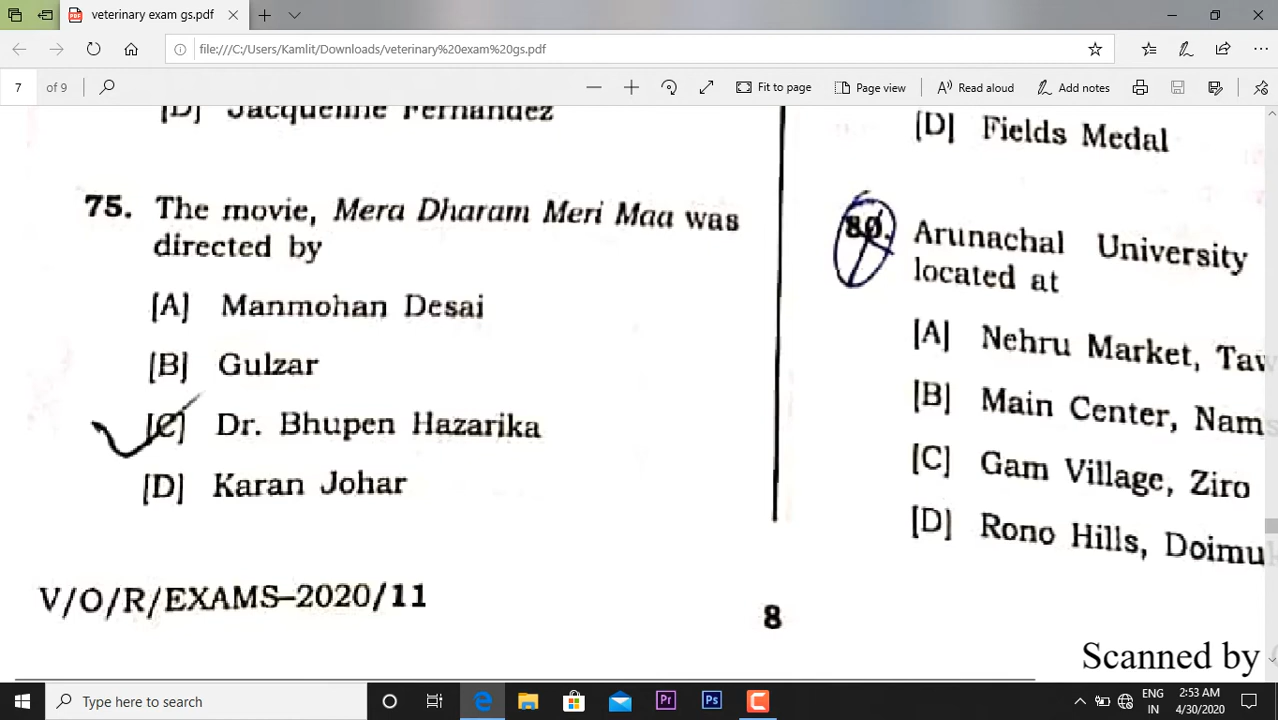 veterinary exam gs.pdf
file:///C:/Users/Kamlit/Downloads/veterinary%20exam%20gs.pdf
7 of 9
Fit to page
Page view
Read aloud
Add notes
[D] Jacqueline Fernandez
75. The movie, Mera Dharam Meri Maa was
directed by
[A] Manmohan Desai
[B] Gulzar
[C] Dr. Bhupen Hazarika
[D] Karan Johar
V/O/R/EXAMS–2020/11
8
[D] Fields Medal
80. Arunachal University
located at
[A] Nehru Market, Taw
[B] Main Center, Nams
[C] Gam Village, Ziro
[D] Rono Hills, Doimu
Scanned by
Type here to search
Pr
Ps
ENG
IN
2:53 AM
4/30/2020